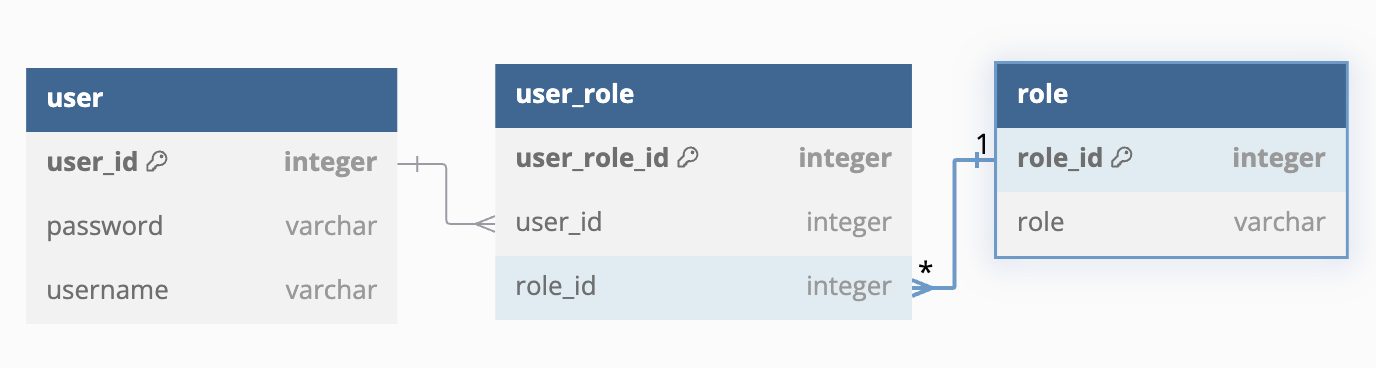 user
user_id integer
password varchar
username varchar
user_role
user_role_id integer
user_id integer
role_id integer
*
1
role
role_id integer
role varchar